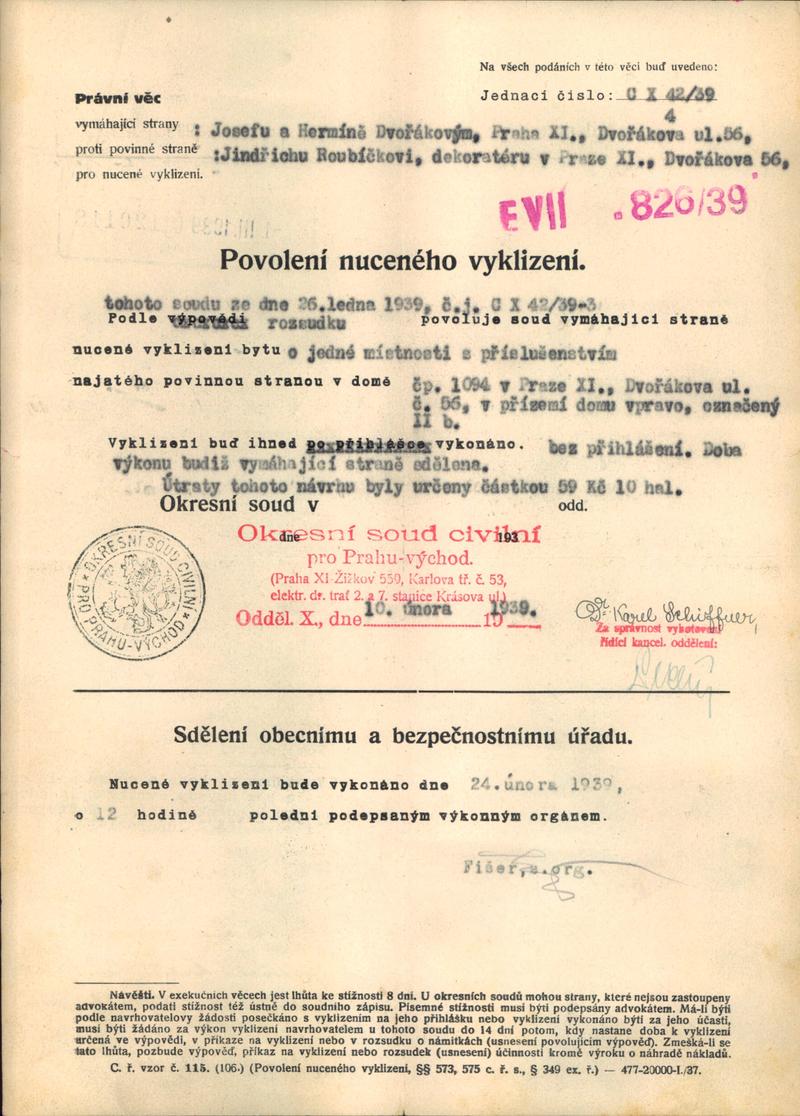 Na všech podáních v této věci buď uvedeno:
Jednací číslo: C X 42/39
4
Právní věc
vymáhající strany : Josefu a Hermíně Dvořákovým, Praha XI., Dvořákova ul.56,
proti povinné straně :Jindřichu Roubíčkovi, dekoratéru v Praze XI., Dvořákova 56,
pro nucené vyklizení.
E VII . 826/39
Povolení nuceného vyklizení.
tohoto soudu ze dne 26.ledna 1939, č.j. C X 42/39-3
Podle výpovědi rozsudku povoluje soud vymáhající straně
nucené vyklizení bytu o jedné místnosti s příslušenstvím
najatého povinnou stranou v domě čp. 1094 v Praze XI., Dvořákova ul.
č. 56, v přízemí domu vpravo, označený
II b.
Vyklizení buď ihned po přihlášce vykonáno. bez přihlášení. Doba
výkonu budiž vymáhající straně sdělena.
Útraty tohoto návrhu byly určeny částkou 59 Kč 10 hal.
Okresní soud v odd.
Okresní soud civilní
dne 193
pro Prahu-východ.
(Praha XI-Žižkov 550, Karlova tř. č. 53,
elektr. dr. trať 2. a 7. stanice Krásova ul.)
Odděl. X., dne 10. února 1939.
19
OKRESNÍ SOUD CIVILNÍ
PRO PRAHU-VÝCHOD
Dr. Karel Schiffner,
Za správnost vyhotovení
řídící kancel. oddělení:
Sdělení obecnímu a bezpečnostnímu úřadu.
Nucené vyklizení bude vykonáno dne 24.února 1939,
o 12 hodině polední podepsaným výkonným orgánem.
Fišer, s.org.
Návěští. V exekučních věcech jest lhůta ke stížnosti 8 dní. U okresních soudů mohou strany, které nejsou zastoupeny
advokátem, podati stížnost též ústně do soudního zápisu. Písemné stížnosti musí býti podepsány advokátem. Má-li býti
podle navrhovatelovy žádosti posečkáno s vyklizením na jeho přihlášku nebo vyklizení vykonáno býti za jeho účasti,
musí býti žádáno za výkon vyklizení navrhovatelem u tohoto soudu do 14 dní potom, kdy nastane doba k vyklizení
určená ve výpovědi, v příkaze na vyklizení nebo v rozsudku o námitkách (usnesení povolujícím výpověď). Zmešká-li se
tato lhůta, pozbude výpověď, příkaz na vyklizení nebo rozsudek (usnesení) účinnosti kromě výroku o náhradě nákladů.
C. ř. vzor č. 115. (106.) (Povolení nuceného vyklizení, §§ 573, 575 c. ř. s., § 349 ex. ř.) — 477-20000-I./37.